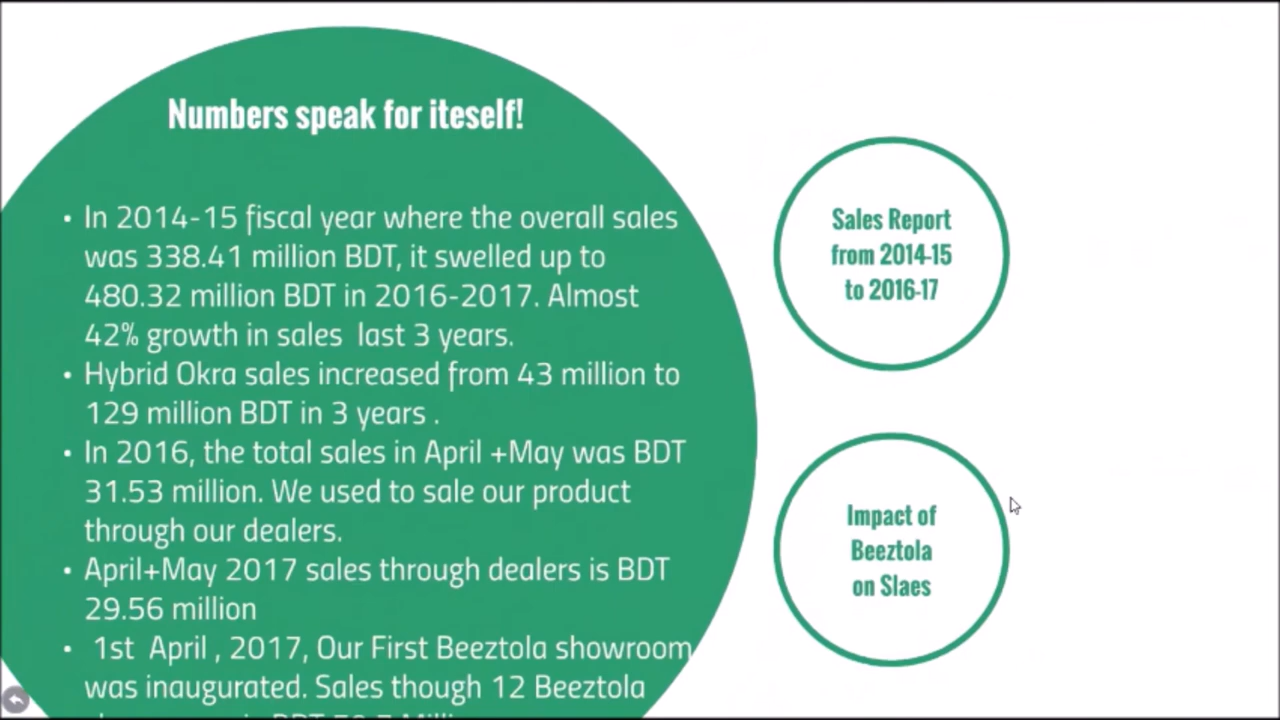 Numbers speak for iteself!
• In 2014-15 fiscal year where the overall sales
was 338.41 million BDT, it swelled up to
480.32 million BDT in 2016-2017. Almost
42% growth in sales last 3 years.
• Hybrid Okra sales increased from 43 million to
129 million BDT in 3 years .
• In 2016, the total sales in April +May was BDT
31.53 million. We used to sale our product
through our dealers.
• April+May 2017 sales through dealers is BDT
29.56 million
• 1st April , 2017, Our First Beeztola showroom
was inaugurated. Sales though 12 Beeztola
Sales Report
from 2014-15
to 2016-17
Impact of
Beeztola
on Slaes